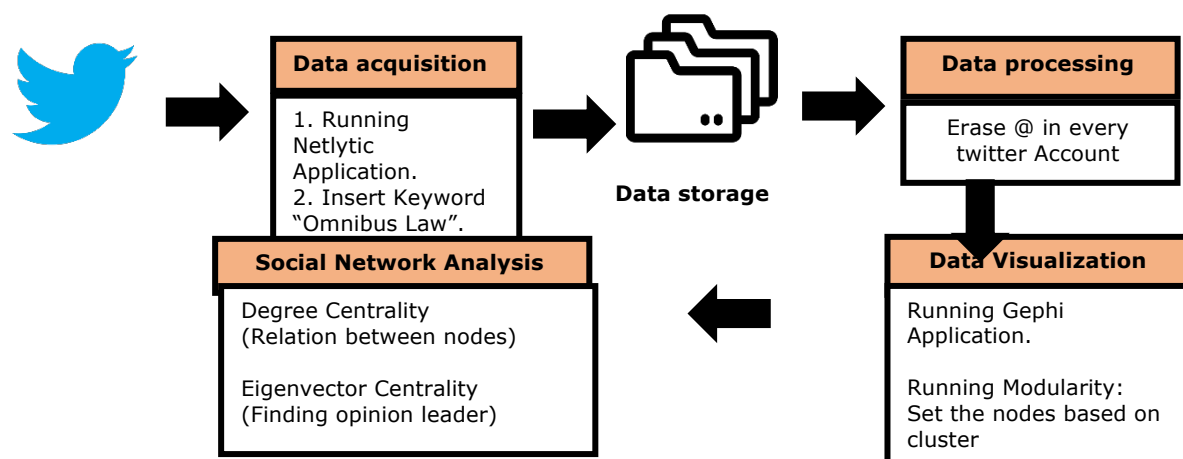 Data acquisition
1. Running
Netlytic
Application.
2. Insert Keyword
“Omnibus Law”.
Data storage
Data processing
Erase @ in every
twitter Account
Data Visualization
Running Gephi
Application.
Running Modularity:
Set the nodes based on
cluster
Social Network Analysis
Degree Centrality
(Relation between nodes)
Eigenvector Centrality
(Finding opinion leader)